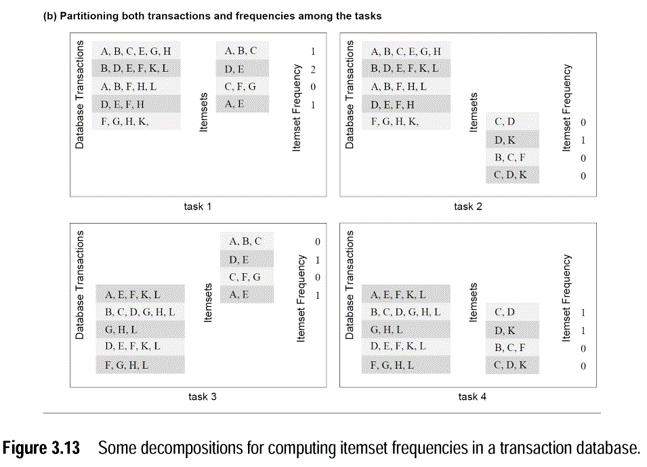 (b) Partitioning both transactions and frequencies among the tasks
Database Transactions
A, B, C, E, G, H
B, D, E, F, K, L
A, B, F, H, L
D, E, F, H
F, G, H, K,
Itemsets
A, B, C
D, E
C, F, G
A, E
Itemset Frequency
1
2
0
1
task 1
Database Transactions
A, B, C, E, G, H
B, D, E, F, K, L
A, B, F, H, L
D, E, F, H
F, G, H, K,
Itemsets
C, D
D, K
B, C, F
C, D, K
Itemset Frequency
0
1
0
0
task 2
Database Transactions
A, E, F, K, L
B, C, D, G, H, L
G, H, L
D, E, F, K, L
F, G, H, L
Itemsets
A, B, C
D, E
C, F, G
A, E
Itemset Frequency
0
1
0
1
task 3
Database Transactions
A, E, F, K, L
B, C, D, G, H, L
G, H, L
D, E, F, K, L
F, G, H, L
Itemsets
C, D
D, K
B, C, F
C, D, K
Itemset Frequency
1
1
0
0
task 4
Figure 3.13 Some decompositions for computing itemset frequencies in a transaction database.